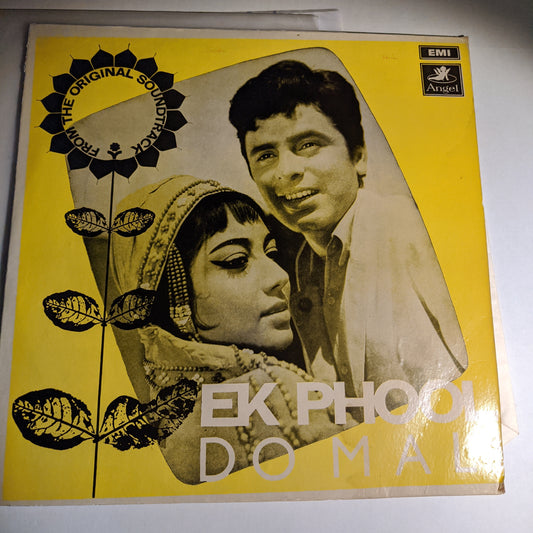 FROM THE ORIGINAL SOUNDTRACK
EMI
Angel
EK PHOOL
DO MALI